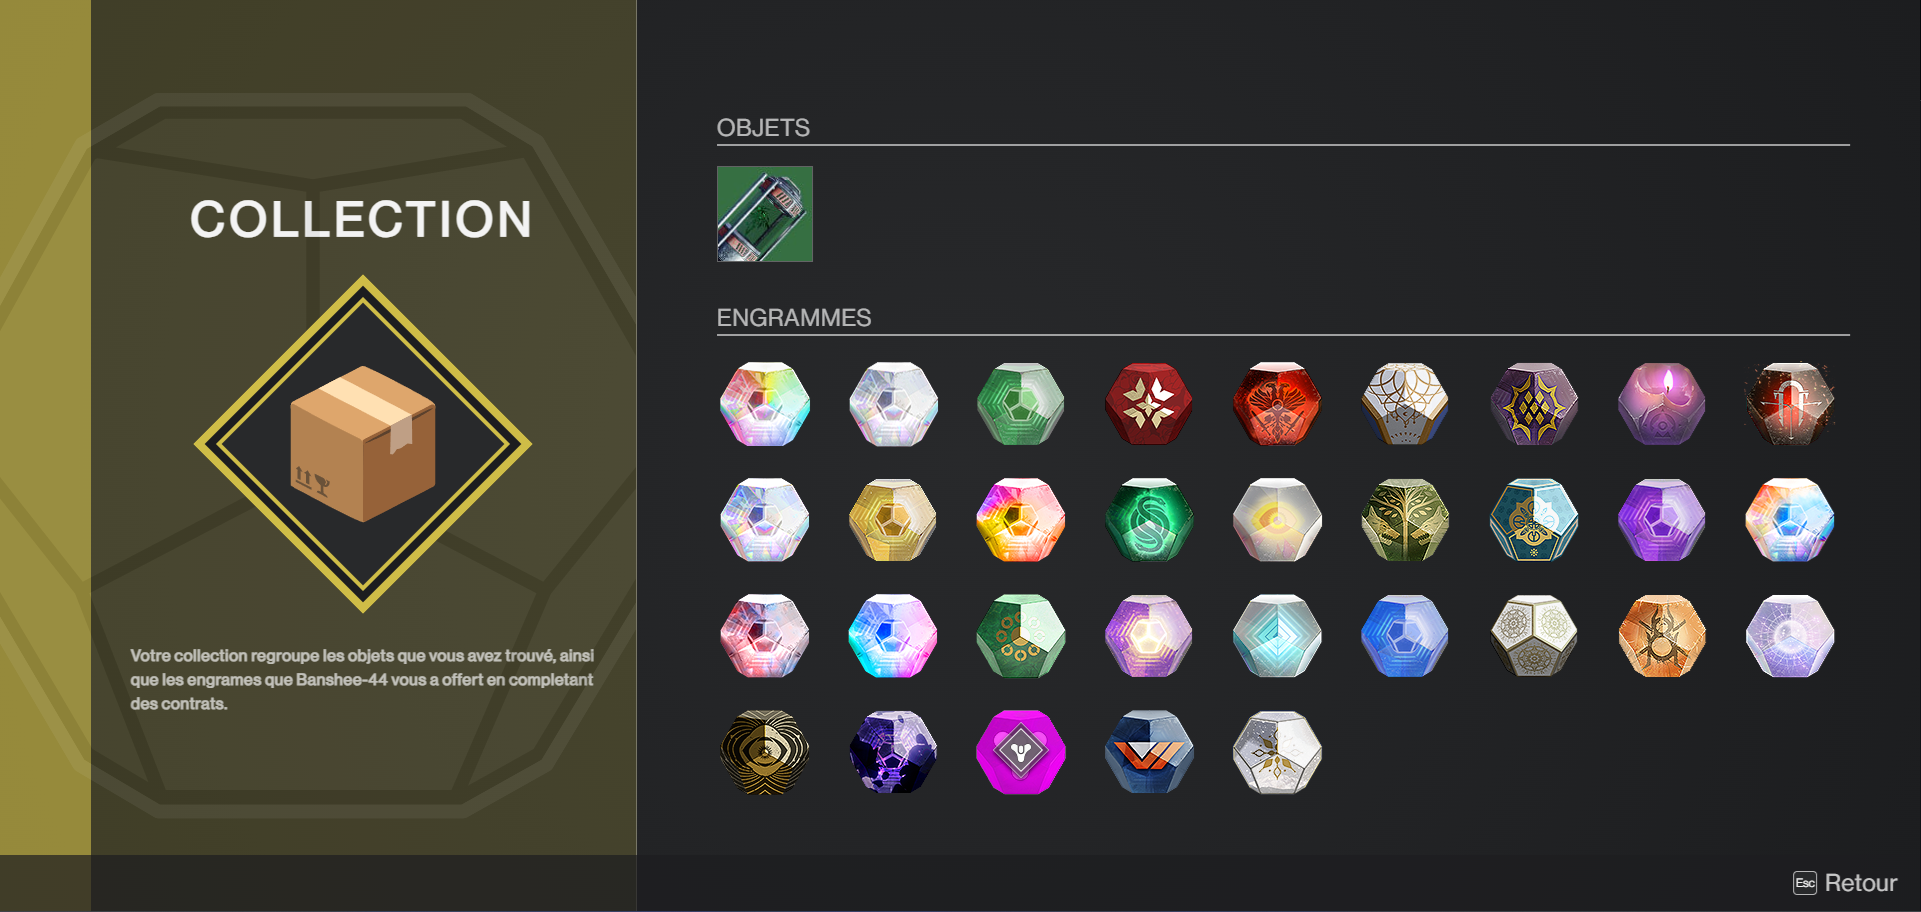 COLLECTION
Votre collection regroupe les objets que vous avez trouvé, ainsi
que les engrames que Banshee-44 vous a offert en completant
des contrats.
OBJETS
ENGRAMMES
Esc Retour